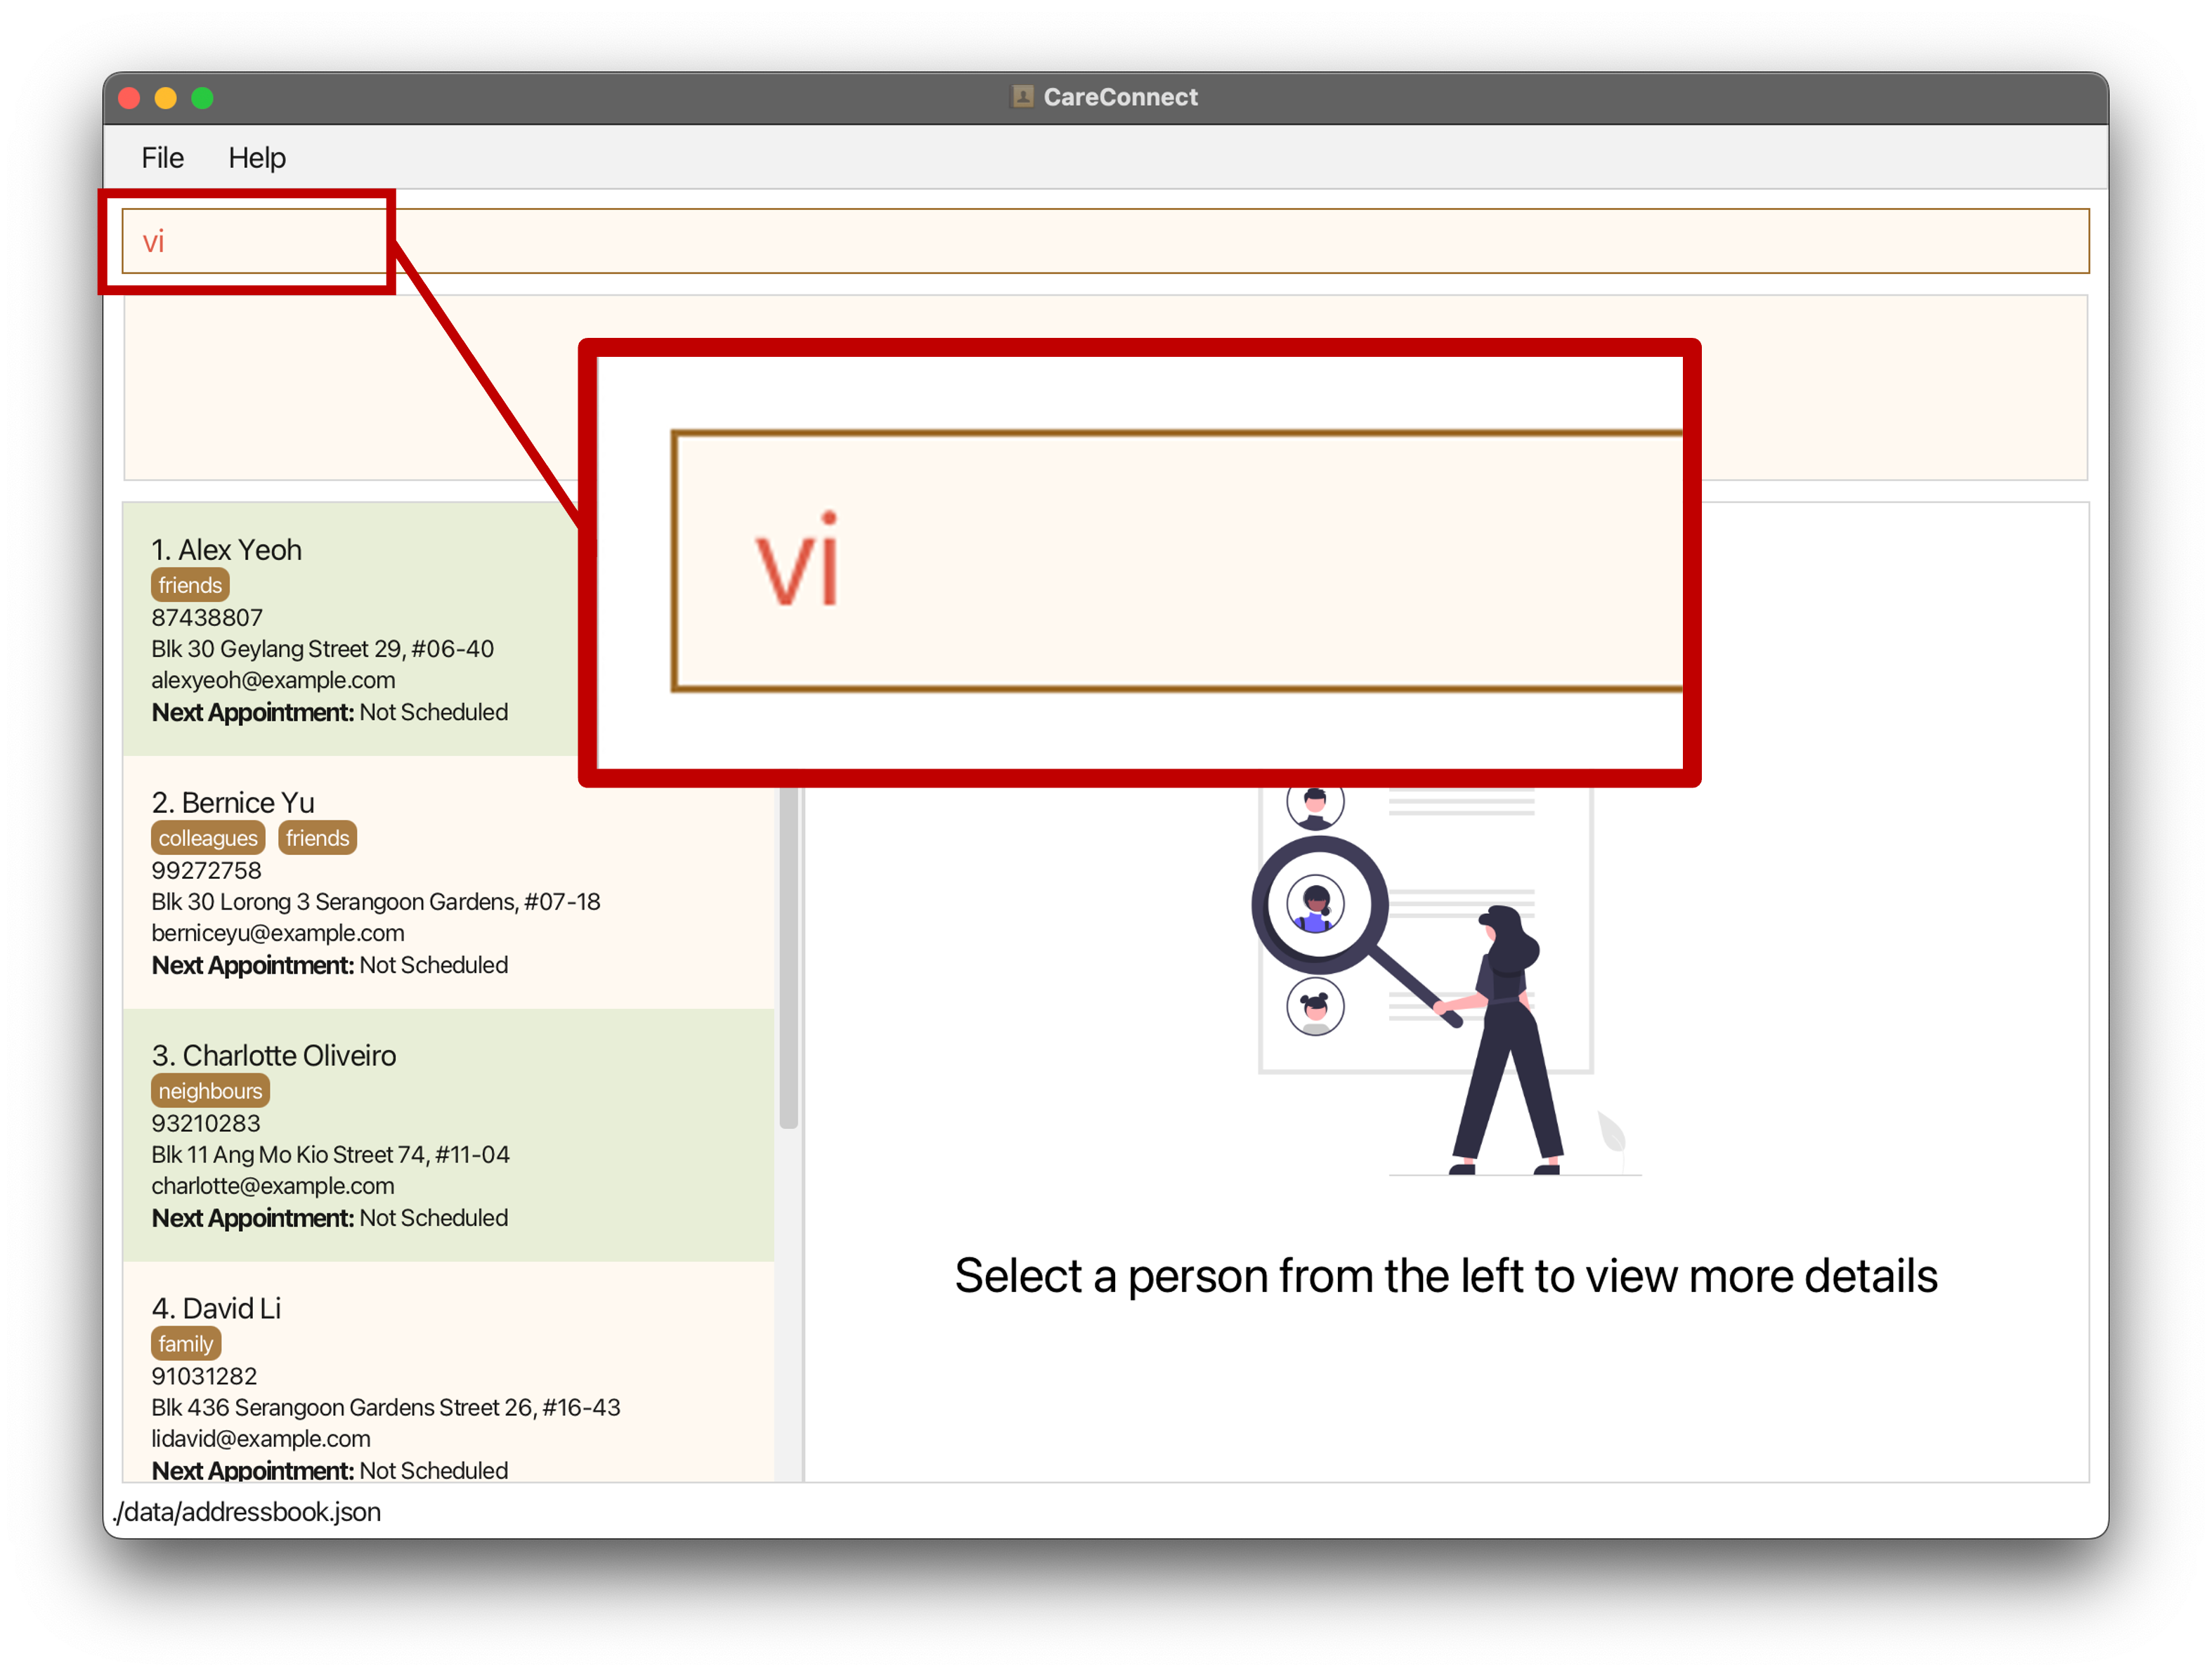 CareConnect
File Help
vi
vi
1. Alex Yeoh
friends
87438807
Blk 30 Geylang Street 29, #06-40
alexyeoh@example.com
Next Appointment: Not Scheduled
2. Bernice Yu
colleagues friends
99272758
Blk 30 Lorong 3 Serangoon Gardens, #07-18
berniceyu@example.com
Next Appointment: Not Scheduled
3. Charlotte Oliveiro
neighbours
93210283
Blk 11 Ang Mo Kio Street 74, #11-04
charlotte@example.com
Next Appointment: Not Scheduled
4. David Li
family
91031282
Blk 436 Serangoon Gardens Street 26, #16-43
lidavid@example.com
Next Appointment: Not Scheduled
Select a person from the left to view more details
./data/addressbook.json